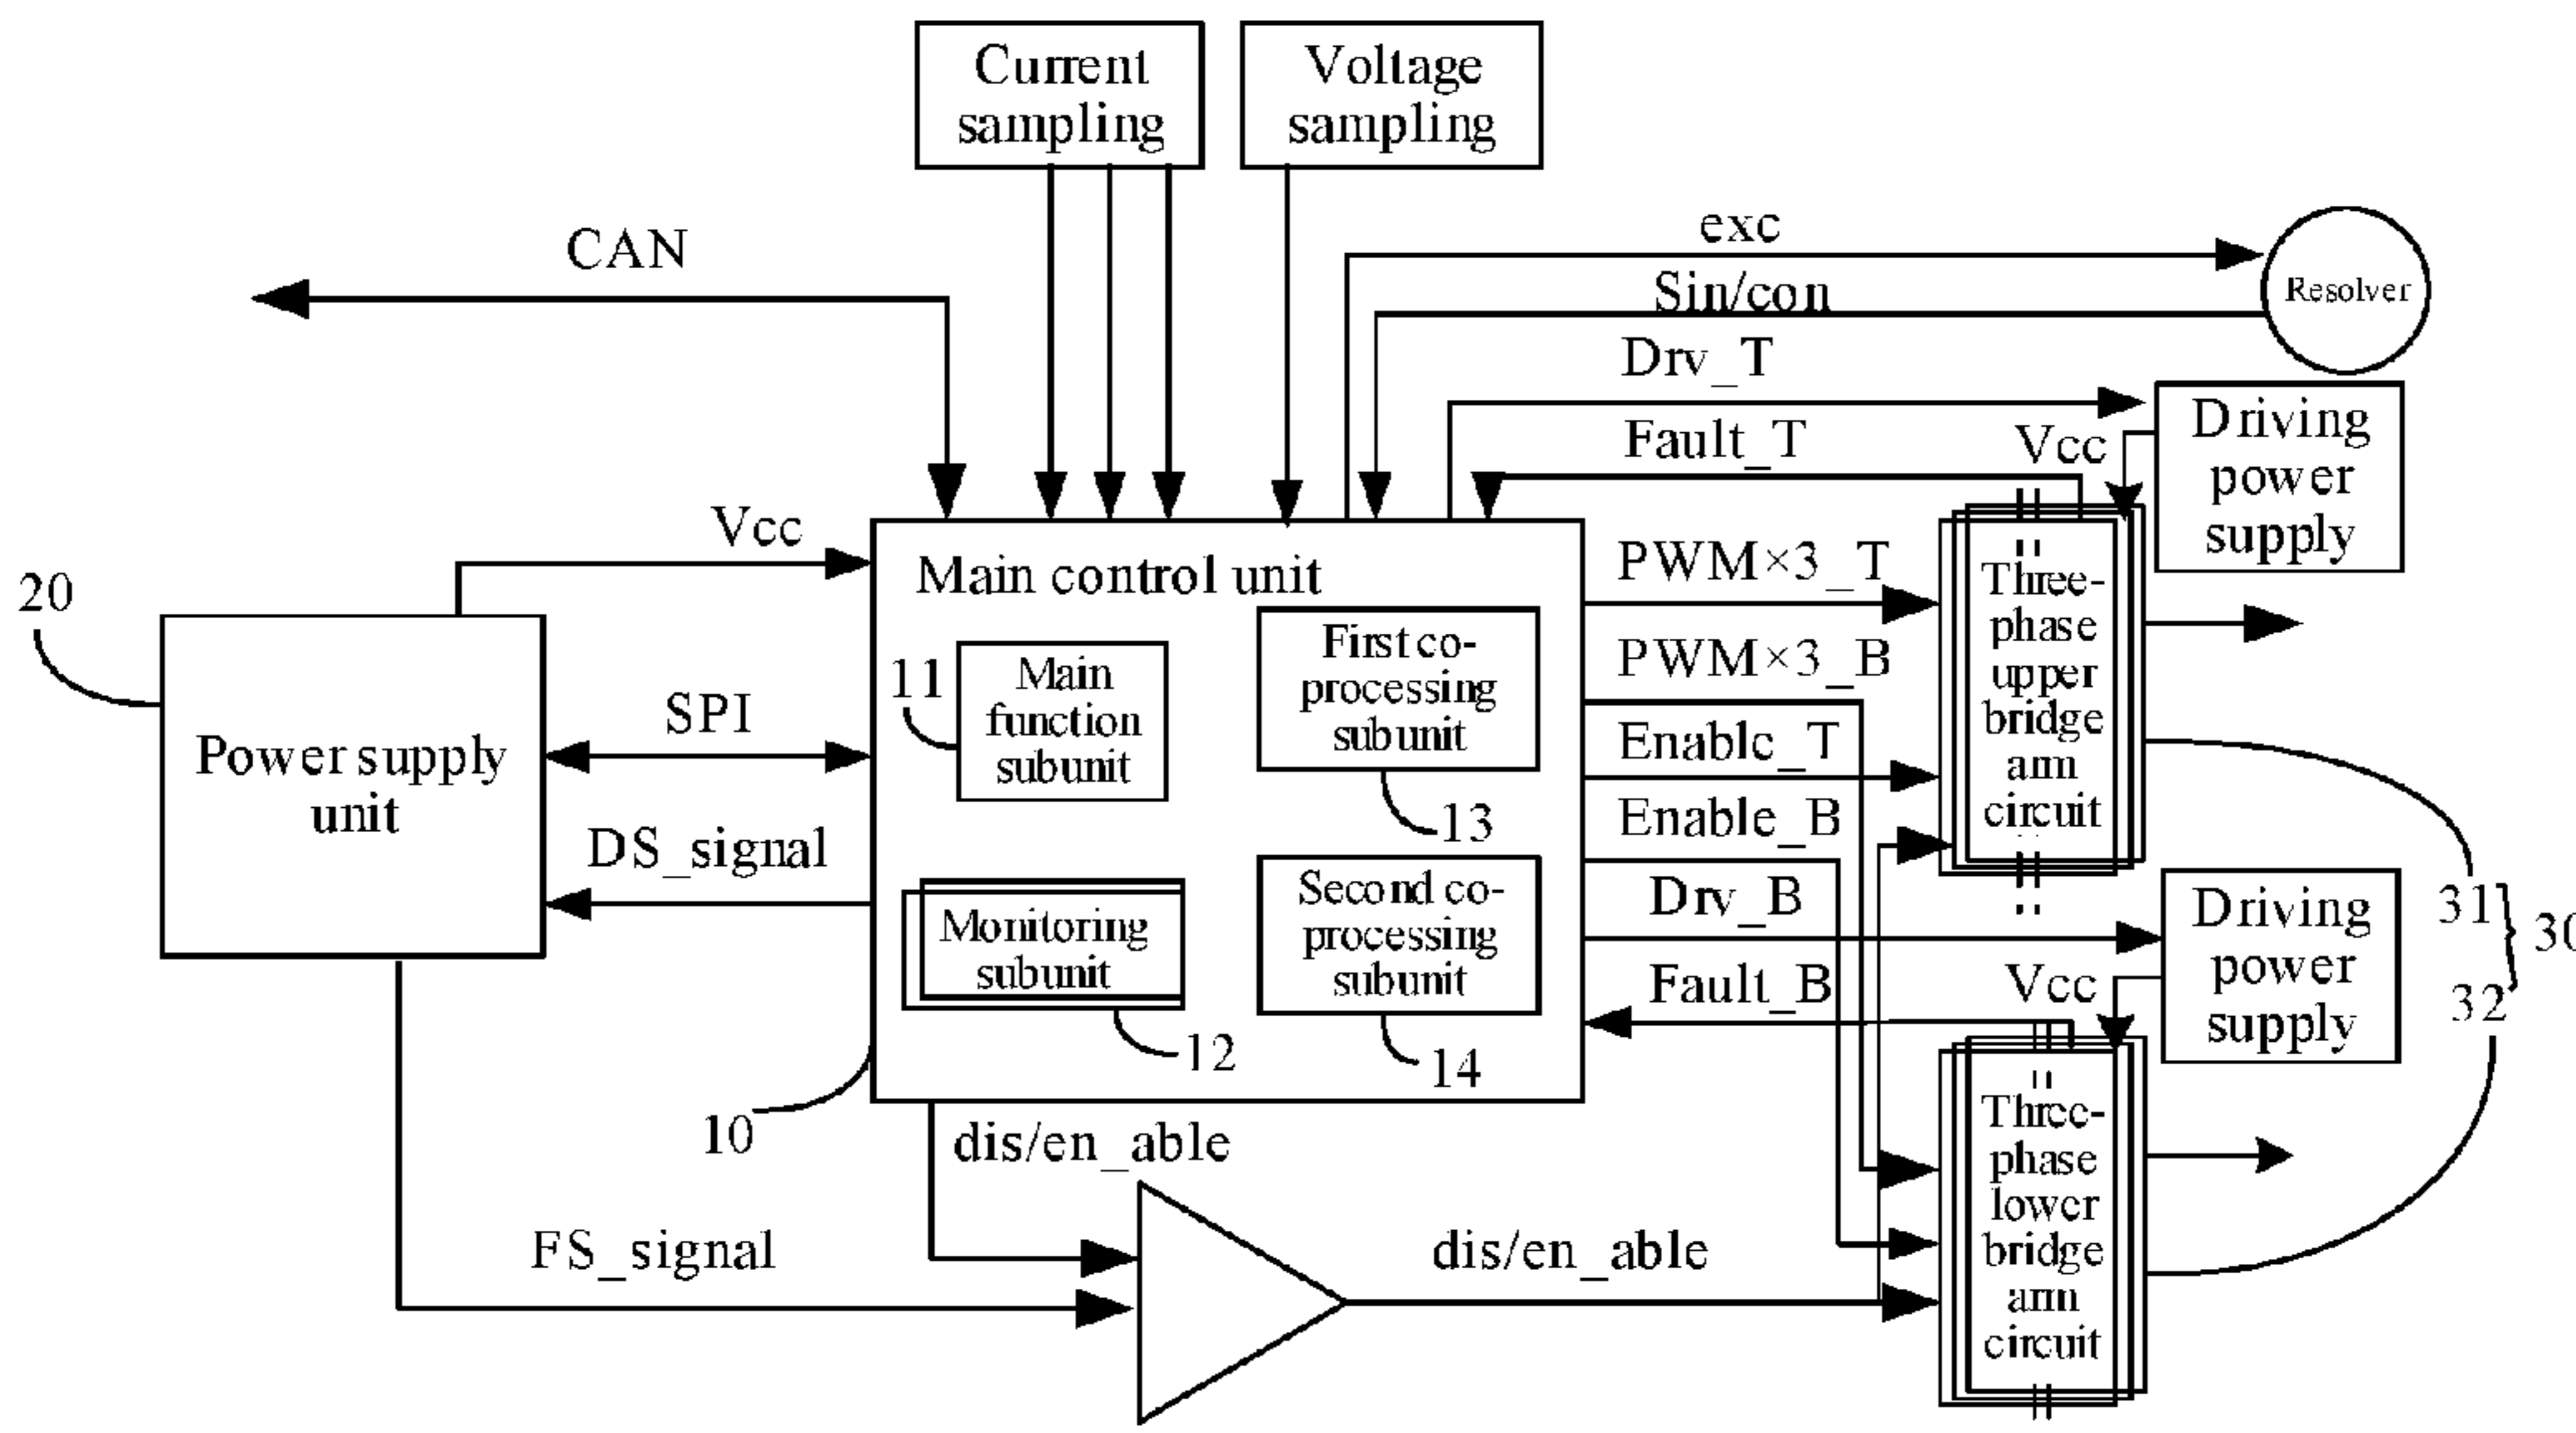 Current
sampling
Voltage
sampling
CAN
exc
Sin/con
Resolver
Drv_T
Fault_T
Vcc
Driving
power
supply
Vcc
20
Power supply
unit
SPI
DS_signal
FS_signal
Main control unit
11
Main
function
subunit
First co-
processing
subunit
13
Monitoring
subunit
12
Second co-
processing
subunit
14
10
dis/en_able
dis/en_able
PWM×3_T
PWM×3_B
Enable_T
Enable_B
Drv_B
Fault_B
Three-
phase
upper
bridge
arm
circuit
31
32
30
Vcc
Driving
power
supply
Three-
phase
lower
bridge
arm
circuit